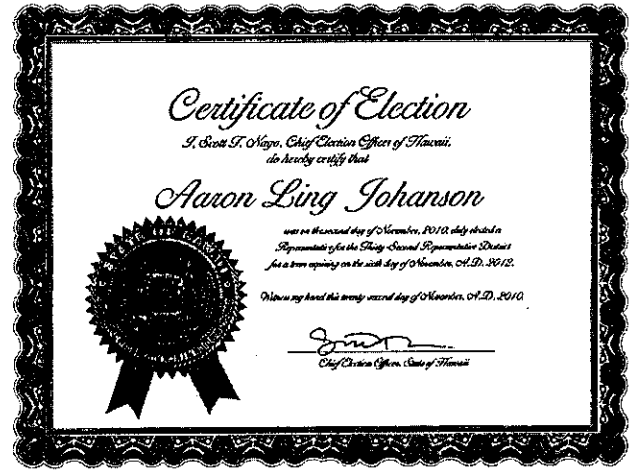 Certificate of Election
I, Scott T. Nago, Chief Election Officer of Hawaii,
do hereby certify that
Aaron Ling Johanson
was on the second day of November, 2010, duly elected a
Representative for the Thirty-Second Representative District
for a term expiring on the sixth day of November, A.D. 2012.
Witness my hand this twenty second day of November, A.D., 2010.
Chief Election Officer, State of Hawaii